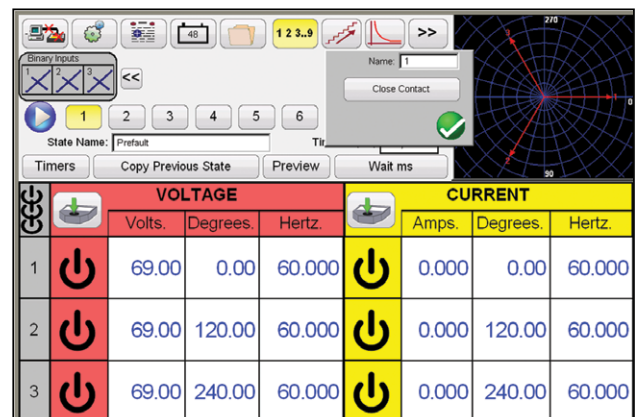 48
1 2 3..9
>>
270
3
1
0
2
90
Name: 1
Close Contact
Binary Inputs
1 2 3
<<
1 2 3 4 5 6
State Name: Prefault
Timers Copy Previous State Preview Wait ms
VOLTAGE CURRENT
Volts. Degrees. Hertz. Amps. Degrees. Hertz.
1 69.00 0.00 60.000 0.000 0.00 60.000
2 69.00 120.00 60.000 0.000 120.00 60.000
3 69.00 240.00 60.000 0.000 240.00 60.000